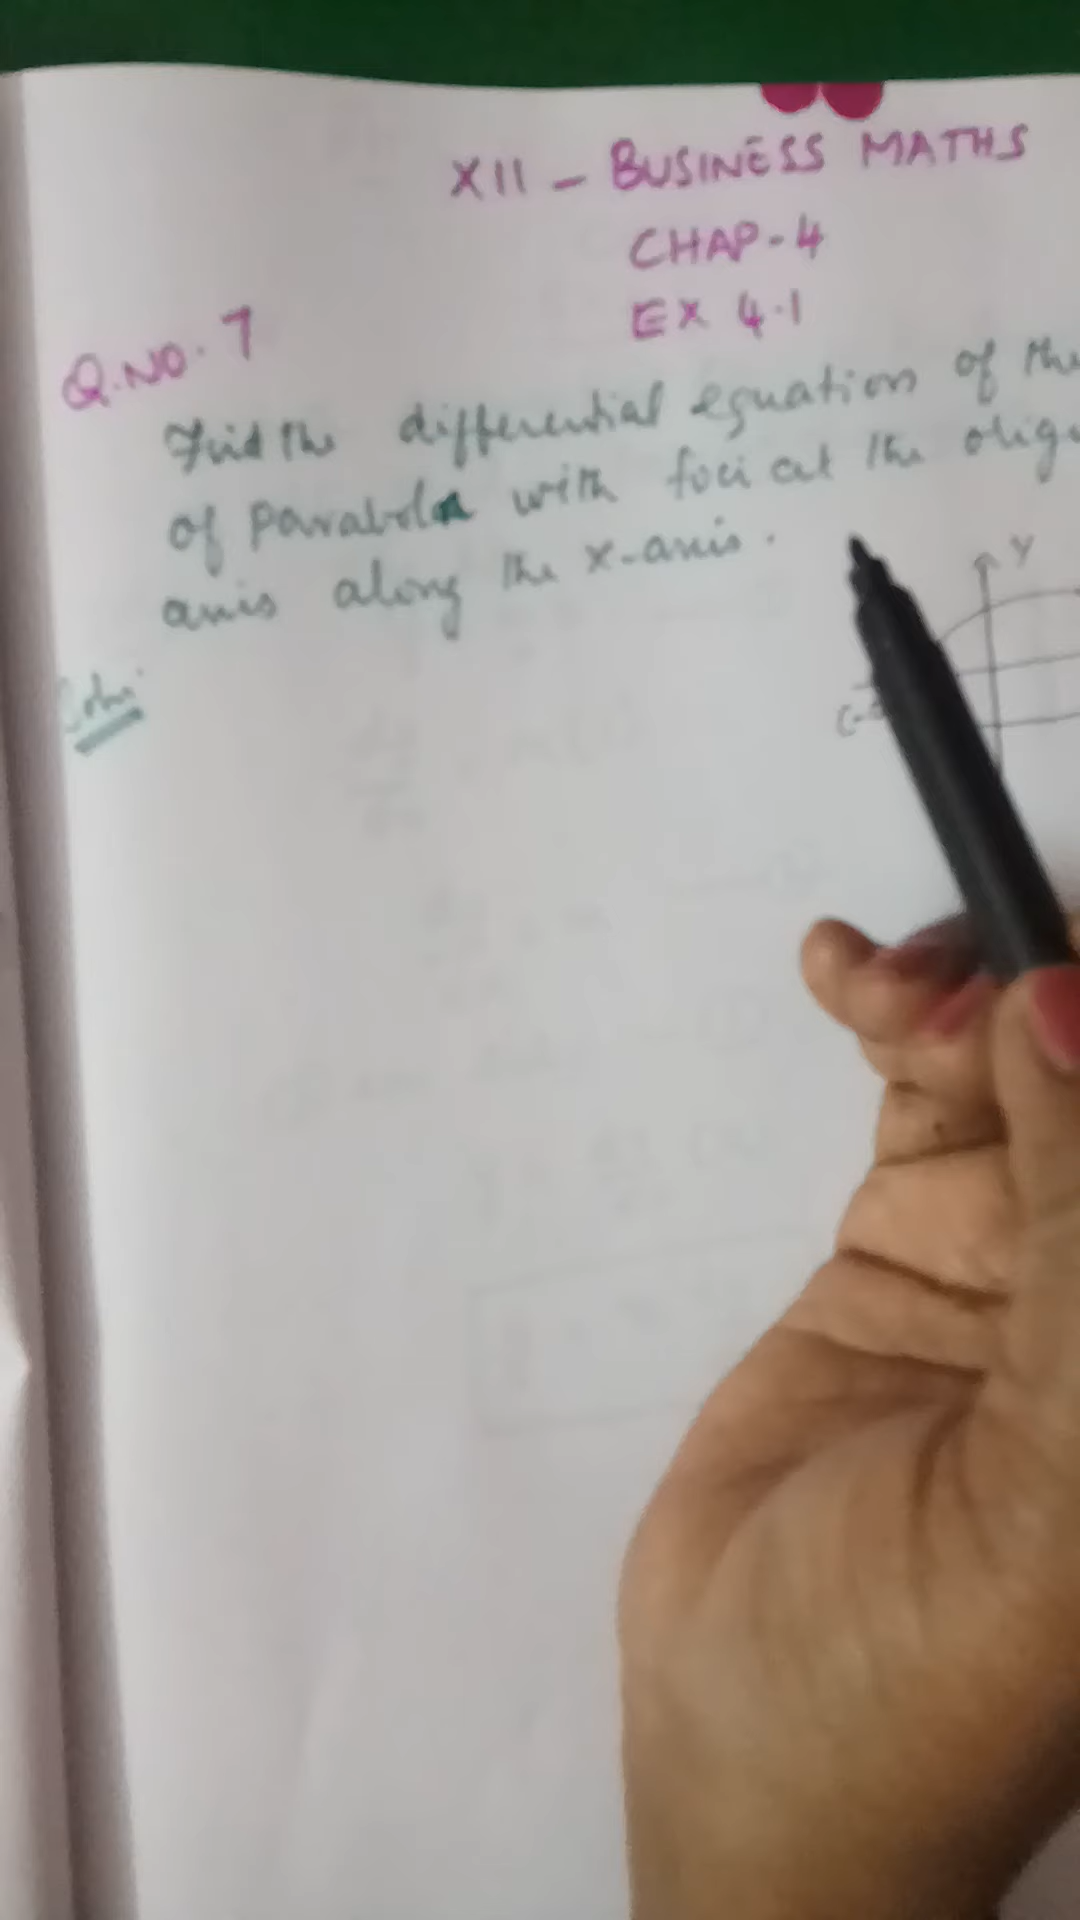 XII - BUSINESS MATHS
CHAP-4
EX 4.1
Q.NO. 7
Find the differential equation of the
of parabola with foci at the
axis along the x-axis.
Y